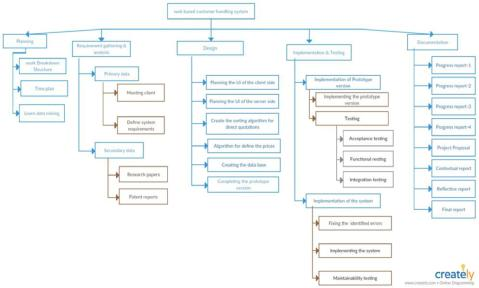 web based customer handling system
Planning
work Breakdown
Structure
Time plan
Learn data mining
Requirement gathering &
analysis
Primary data
Meeting client
Define system
requirements
Secondary data
Research papers
Patent reports
Design
Planning the UI of the client side
Planning the UI of the server side
Create the sorting algorithm for
direct quotations
Algorithm for define the prices
Creating the data base
Completing the prototype
version
Implementation & Testing
Implementation of Prototype
version
Implementing the prototype
version
Testing
Acceptance testing
Functional testing
Integration testing
Implementation of the system
Fixing the identified errors
Implementing the system
Maintainability testing
Documentation
Progress report-1
Progress report-2
Progress report-3
Progress report-4
Project Proposal
Contextual report
Reflective report
Final report
creately
www.creately.com • Online Diagramming